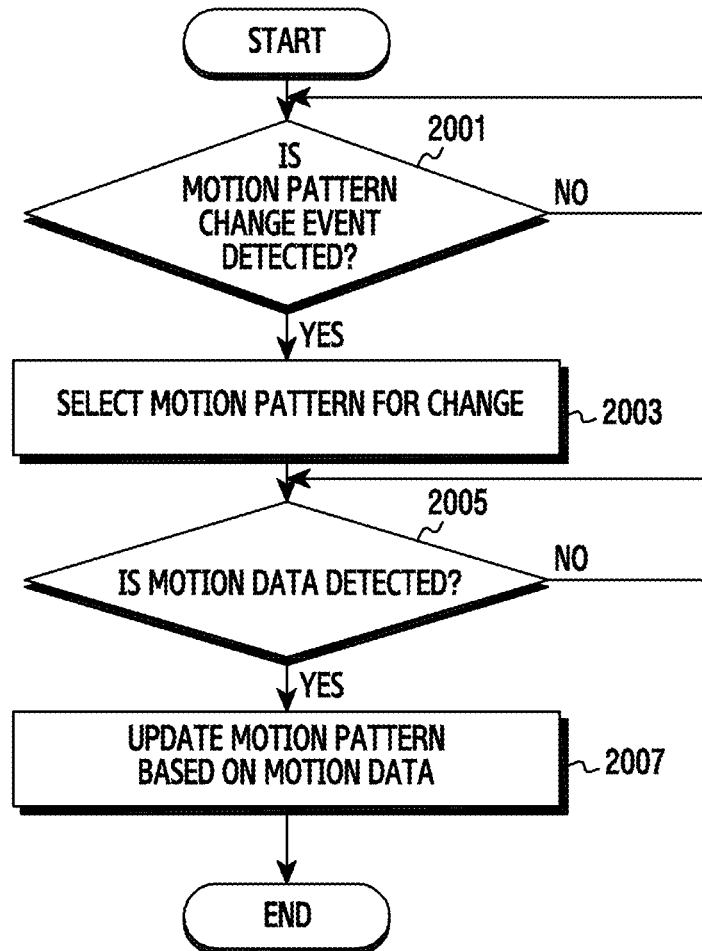 START
2001
IS
MOTION PATTERN
CHANGE EVENT
DETECTED?
NO
YES
SELECT MOTION PATTERN FOR CHANGE
2003
2005
IS MOTION DATA DETECTED?
NO
YES
UPDATE MOTION PATTERN
BASED ON MOTION DATA
2007
END